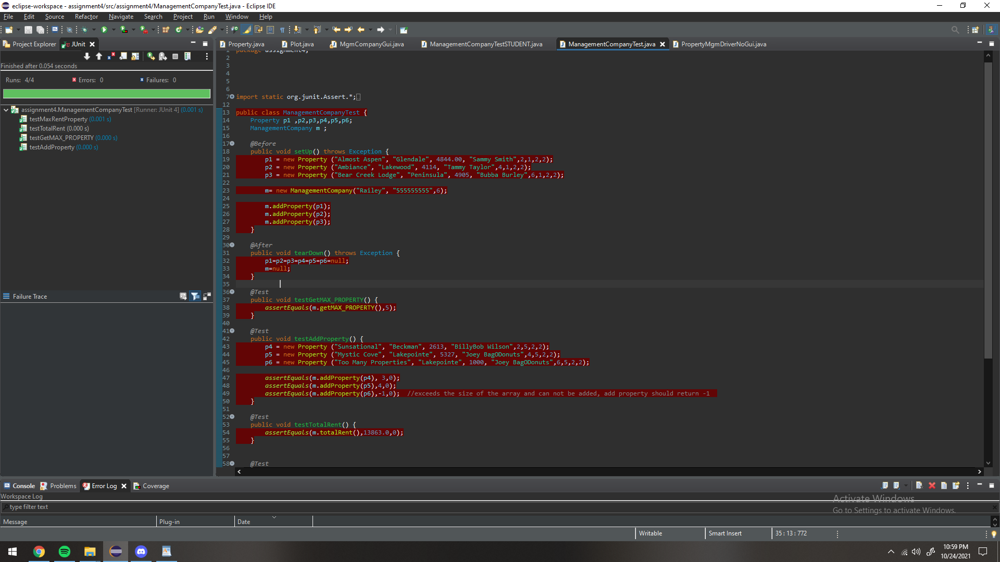 eclipse-workspace - assignment4/src/assignment4/ManagementCompanyTest.java - Eclipse IDE
File Edit Source Refactor Navigate Search Project Run Window Help
Project Explorer JUnit
Property.java Plot.java MgmCompanyGui.java ManagementCompanyTestSTUDENT.java ManagementCompanyTest.java PropertyMgmDriverNoGui.java
Finished after 0.054 seconds
Runs: 4/4 Errors: 0 Failures: 0
assignment4.ManagementCompanyTest [Runner: JUnit 4] (0.001 s)
testMaxRentProperty (0.001 s)
testTotalRent (0.000 s)
testGetMAX_PROPERTY (0.000 s)
testAddProperty (0.000 s)
Failure Trace
1 package assignment4;
2
3
4
5
6
7 import static org.junit.Assert.*;
12
13 public class ManagementCompanyTest {
14 Property p1 ,p2,p3,p4,p5,p6;
15 ManagementCompany m ;
16
17 @Before
18 public void setUp() throws Exception {
19 p1 = new Property ("Almost Aspen", "Glendale", 4844.00, "Sammy Smith",2,1,2,2);
20 p2 = new Property ("Ambiance", "Lakewood", 4114, "Tammy Taylor",4,1,2,2);
21 p3 = new Property ("Bear Creek Lodge", "Peninsula", 4905, "Bubba Burley",6,1,2,2);
22
23 m= new ManagementCompany("Railey", "555555555",6);
24
25 m.addProperty(p1);
26 m.addProperty(p2);
27 m.addProperty(p3);
28 }
29
30 @After
31 public void tearDown() throws Exception {
32 p1=p2=p3=p4=p5=p6=null;
33 m=null;
34 }
35
36 @Test
37 public void testGetMAX_PROPERTY() {
38 assertEquals(m.getMAX_PROPERTY(),5);
39 }
40
41 @Test
42 public void testAddProperty() {
43 p4 = new Property ("Sunsational", "Beckman", 2613, "BillyBob Wilson",2,5,2,2);
44 p5 = new Property ("Mystic Cove", "Lakepointe", 5327, "Joey BagODonuts",4,5,2,2);
45 p6 = new Property ("Too Many Properties", "Lakepointe", 1000, "Joey BagODonuts",6,5,2,2);
46
47 assertEquals(m.addProperty(p4), 3,0);
48 assertEquals(m.addProperty(p5),4,0);
49 assertEquals(m.addProperty(p6),-1,0); //exceeds the size of the array and can not be added, add property should return -1
50 }
51
52 @Test
53 public void testTotalRent() {
54 assertEquals(m.totalRent(),13863.0,0);
55 }
56
57
58 @Test
Console Problems Error Log Coverage
Workspace Log
type filter text
Message Plug-in Date
Activate Windows
Go to Settings to activate Windows.
Writable Smart Insert 35 : 13 : 772
10:59 PM
10/24/2021